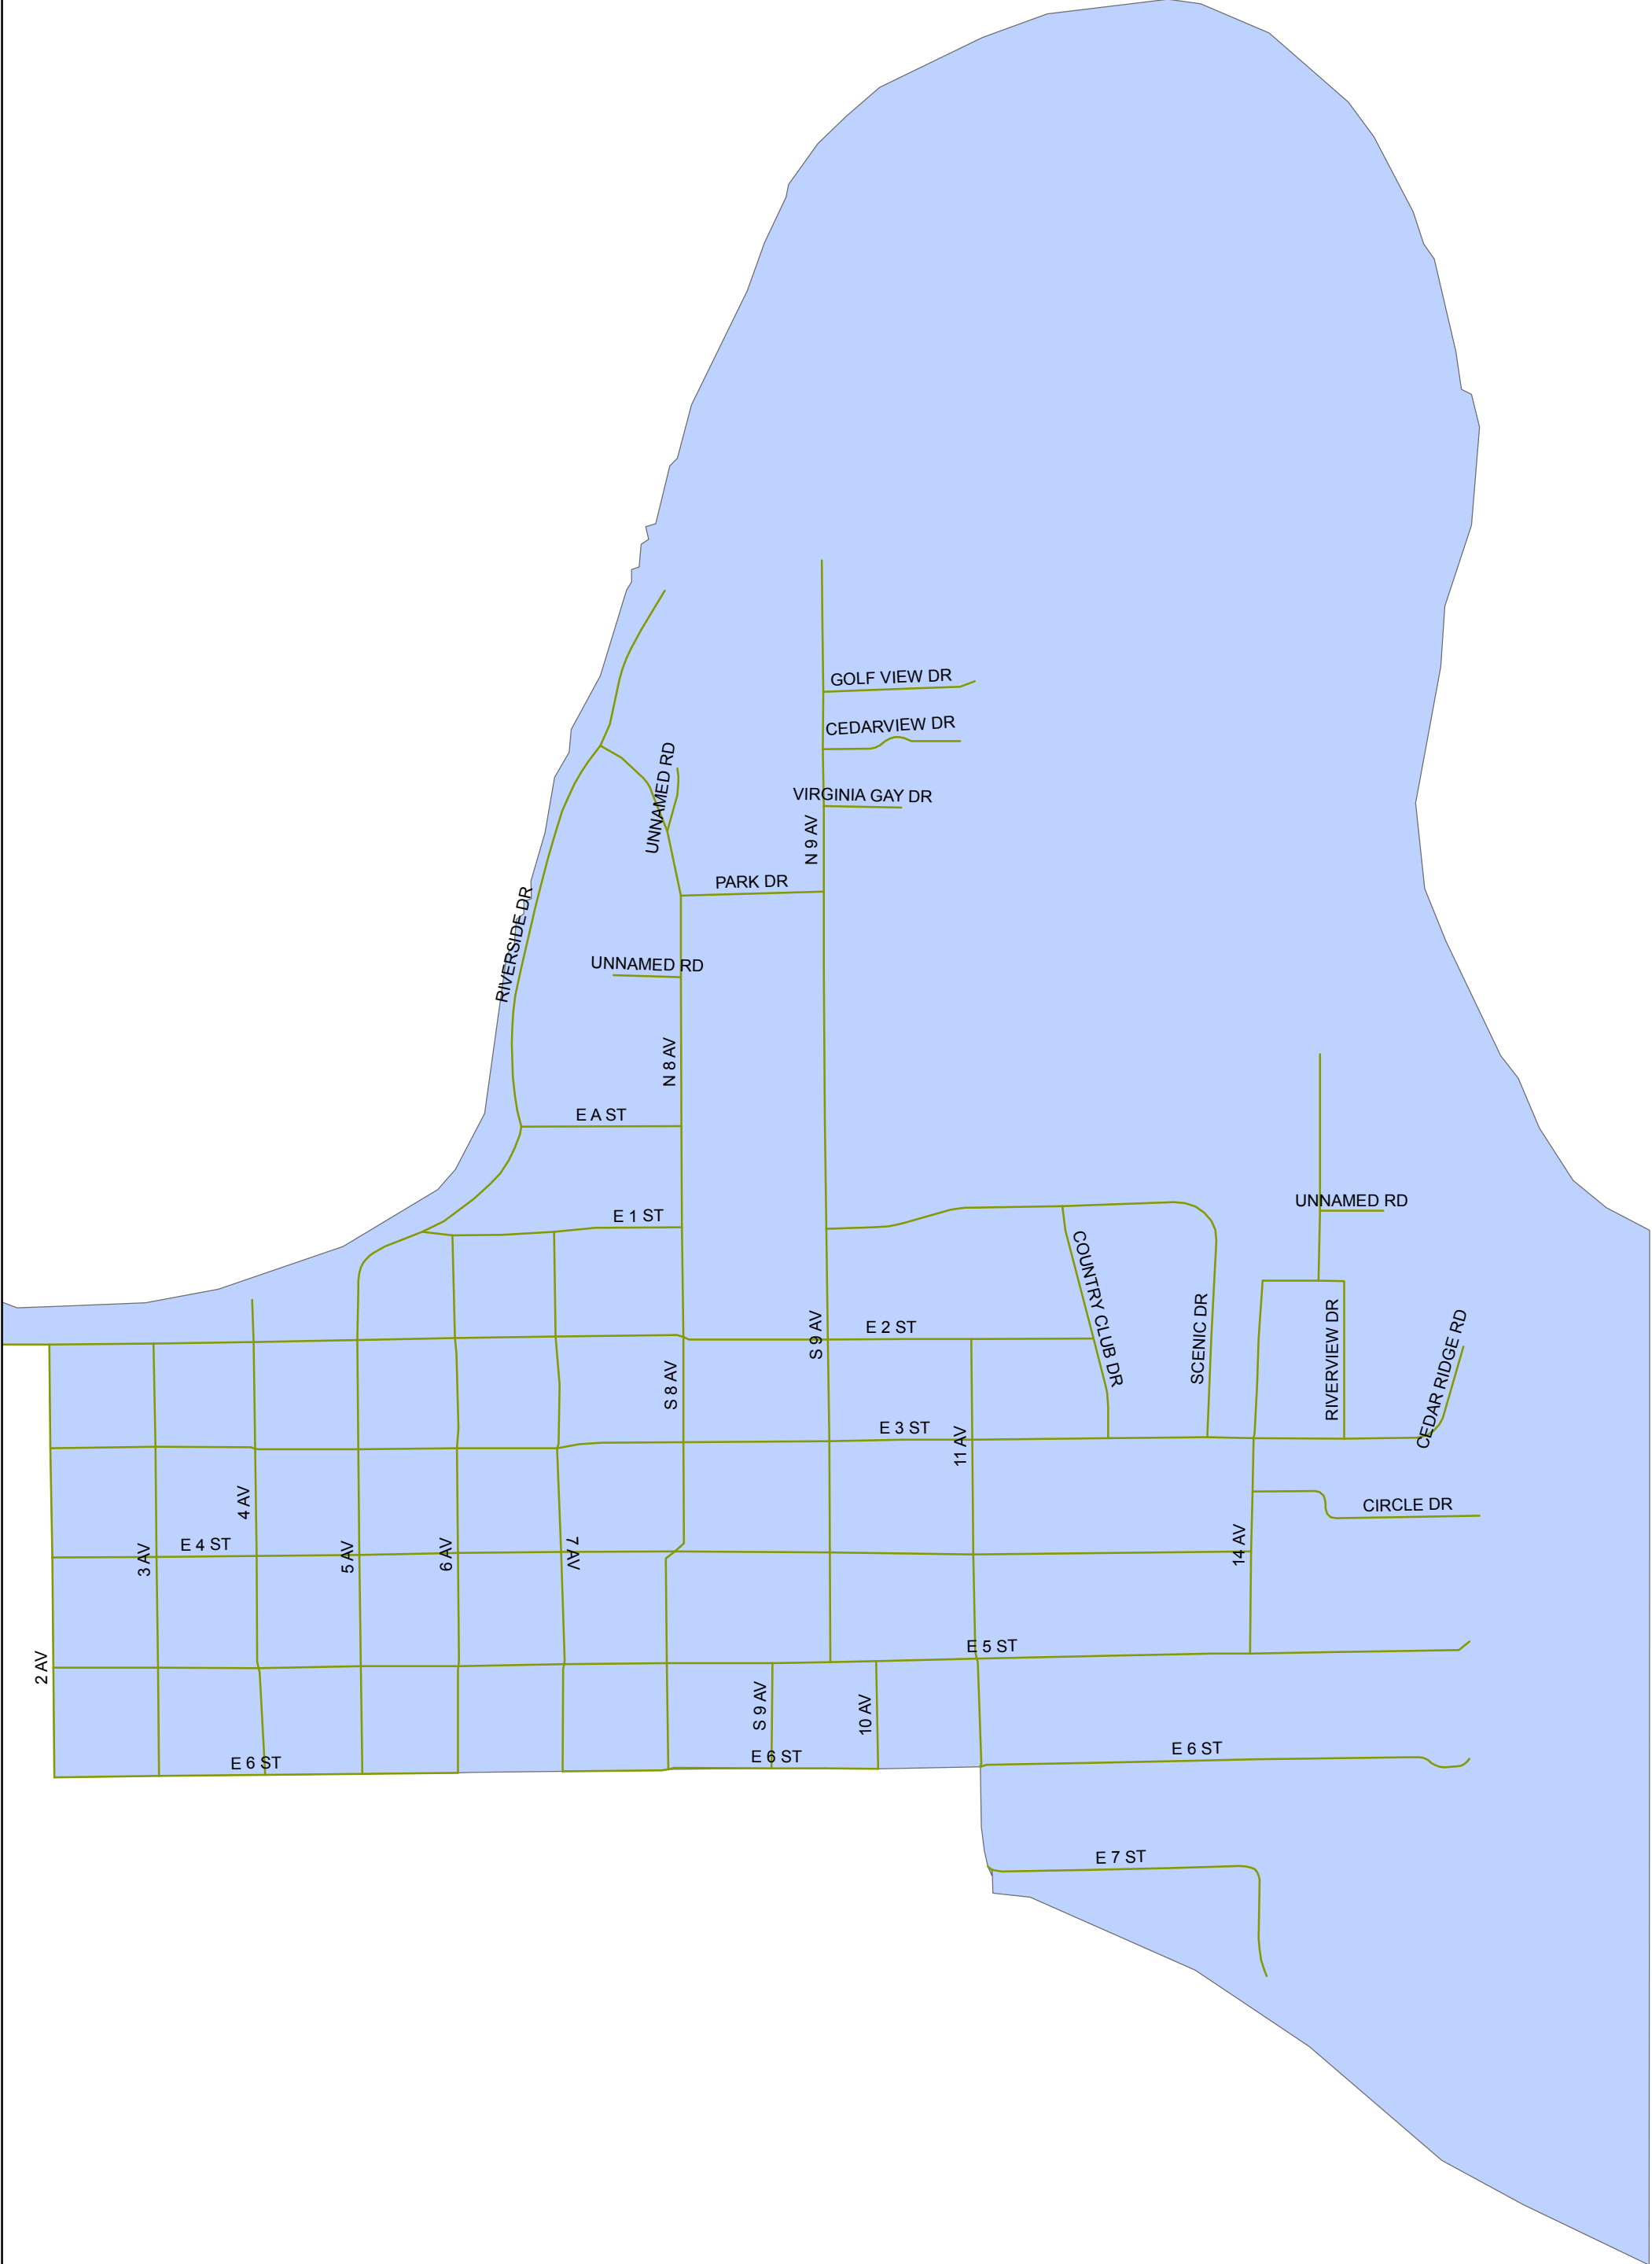 GOLF VIEW DR
CEDARVIEW DR
UNNAMED RD
VIRGINIA GAY DR
N 9 AV
PARK DR
RIVERSIDE DR
UNNAMED RD
N 8 AV
E A ST
UNNAMED RD
E 1 ST
COUNTRY CLUB DR
SCENIC DR
S 9 AV
E 2 ST
RIVERVIEW DR
CEDAR RIDGE RD
S 8 AV
E 3 ST
11 AV
4 AV
CIRCLE DR
E 4 ST
3 AV
5 AV
6 AV
7 AV
14 AV
E 5 ST
2 AV
S 9 AV
10 AV
E 6 ST
E 6 ST
E 6 ST
E 7 ST